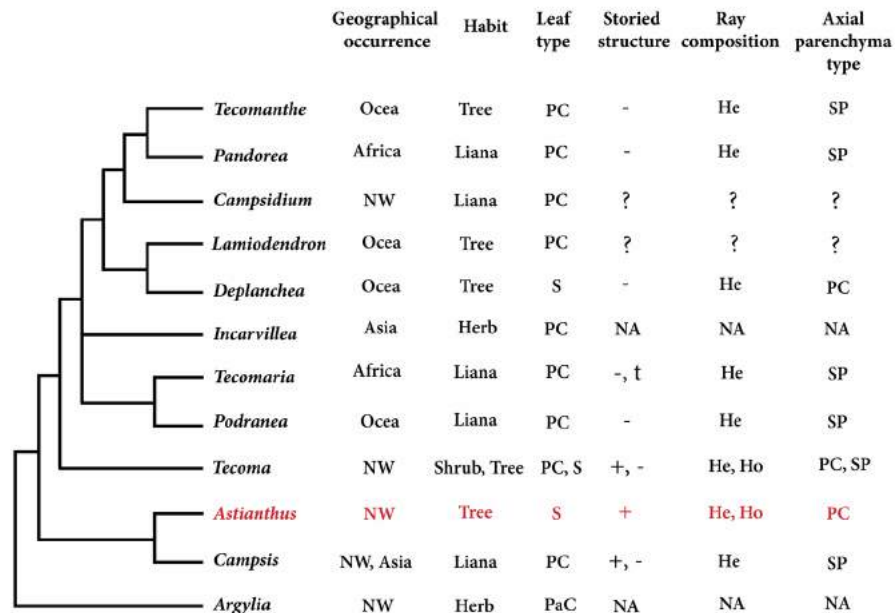 Geographical occurrence Habit Leaf type Storied structure Ray composition Axial parenchyma type
Tecomanthe Ocea Tree PC - He SP
Pandorea Africa Liana PC - He SP
Campsidium NW Liana PC ? ? ?
Lamiodendron Ocea Tree PC ? ? ?
Deplanchea Ocea Tree S - He PC
Incarvillea Asia Herb PC NA NA NA
Tecomaria Africa Liana PC -, t He SP
Podranea Ocea Liana PC - He SP
Tecoma NW Shrub, Tree PC, S +, - He, Ho PC, SP
Astianthus NW Tree S + He, Ho PC
Campsis NW, Asia Liana PC +, - He SP
Argylia NW Herb PaC NA NA NA